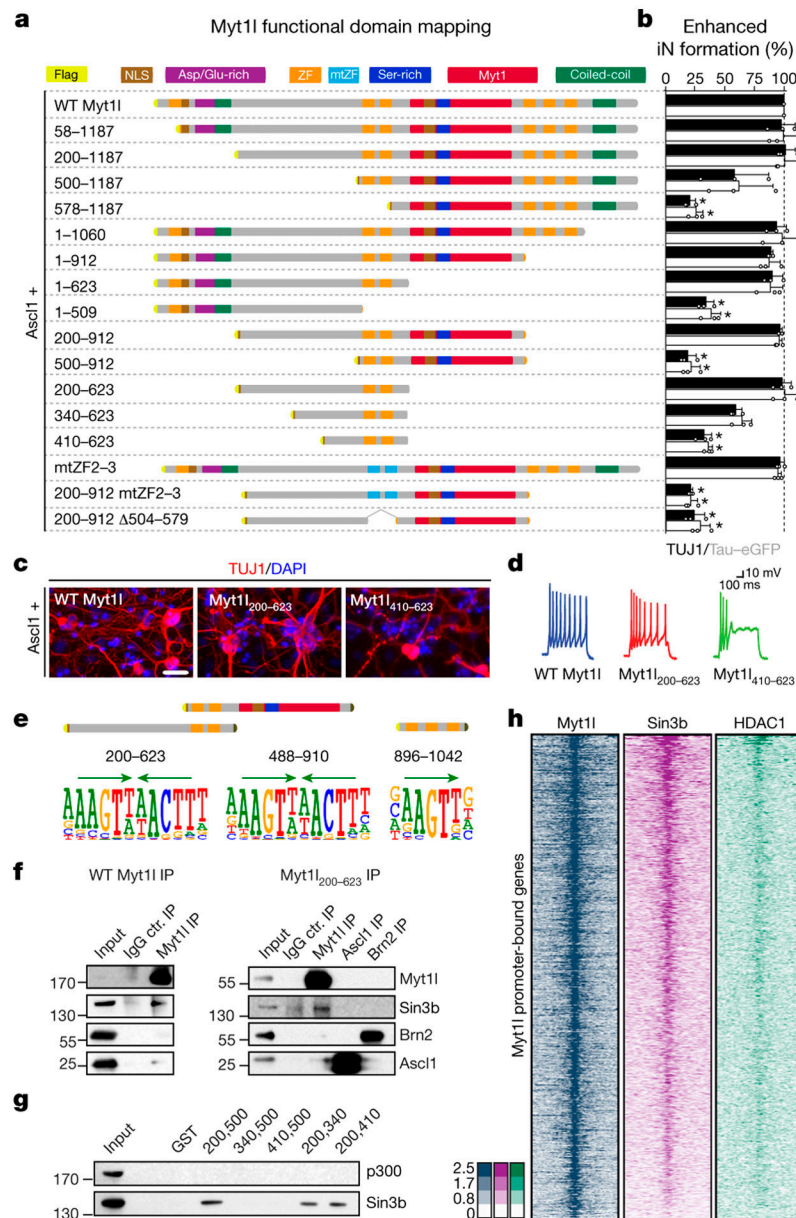 a
Myt1l functional domain mapping
b
Enhanced
iN formation (%)
Flag
NLS
Asp/Glu-rich
ZF
mtZF
Ser-rich
Myt1
Coiled-coil
0 25 50 75 100
Ascl1 +
WT Myt1l
58–1187
200–1187
500–1187
578–1187
*
*
1–1060
1–912
1–623
1–509
*
*
200–912
500–912
*
*
200–623
340–623
410–623
*
*
mtZF2–3
200–912 mtZF2–3
*
*
200–912 Δ504–579
*
*
TUJ1/Tau–eGFP
c
TUJ1/DAPI
Ascl1 +
WT Myt1l
Myt1l200–623
Myt1l410–623
d
10 mV
100 ms
WT Myt1l
Myt1l200–623
Myt1l410–623
e
200–623
488–910
896–1042
f
WT Myt1l IP
Myt1l200–623 IP
Input
IgG ctr. IP
Myt1l IP
Input
IgG ctr. IP
Myt1l IP
Ascl1 IP
Brn2 IP
170
55
Myt1l
130
130
Sin3b
55
55
Brn2
25
25
Ascl1
g
Input
GST
200,500
340,500
410,500
200,340
200,410
170
p300
130
Sin3b
h
Myt1l
Sin3b
HDAC1
Myt1l promoter-bound genes
2.5
1.7
0.8
0